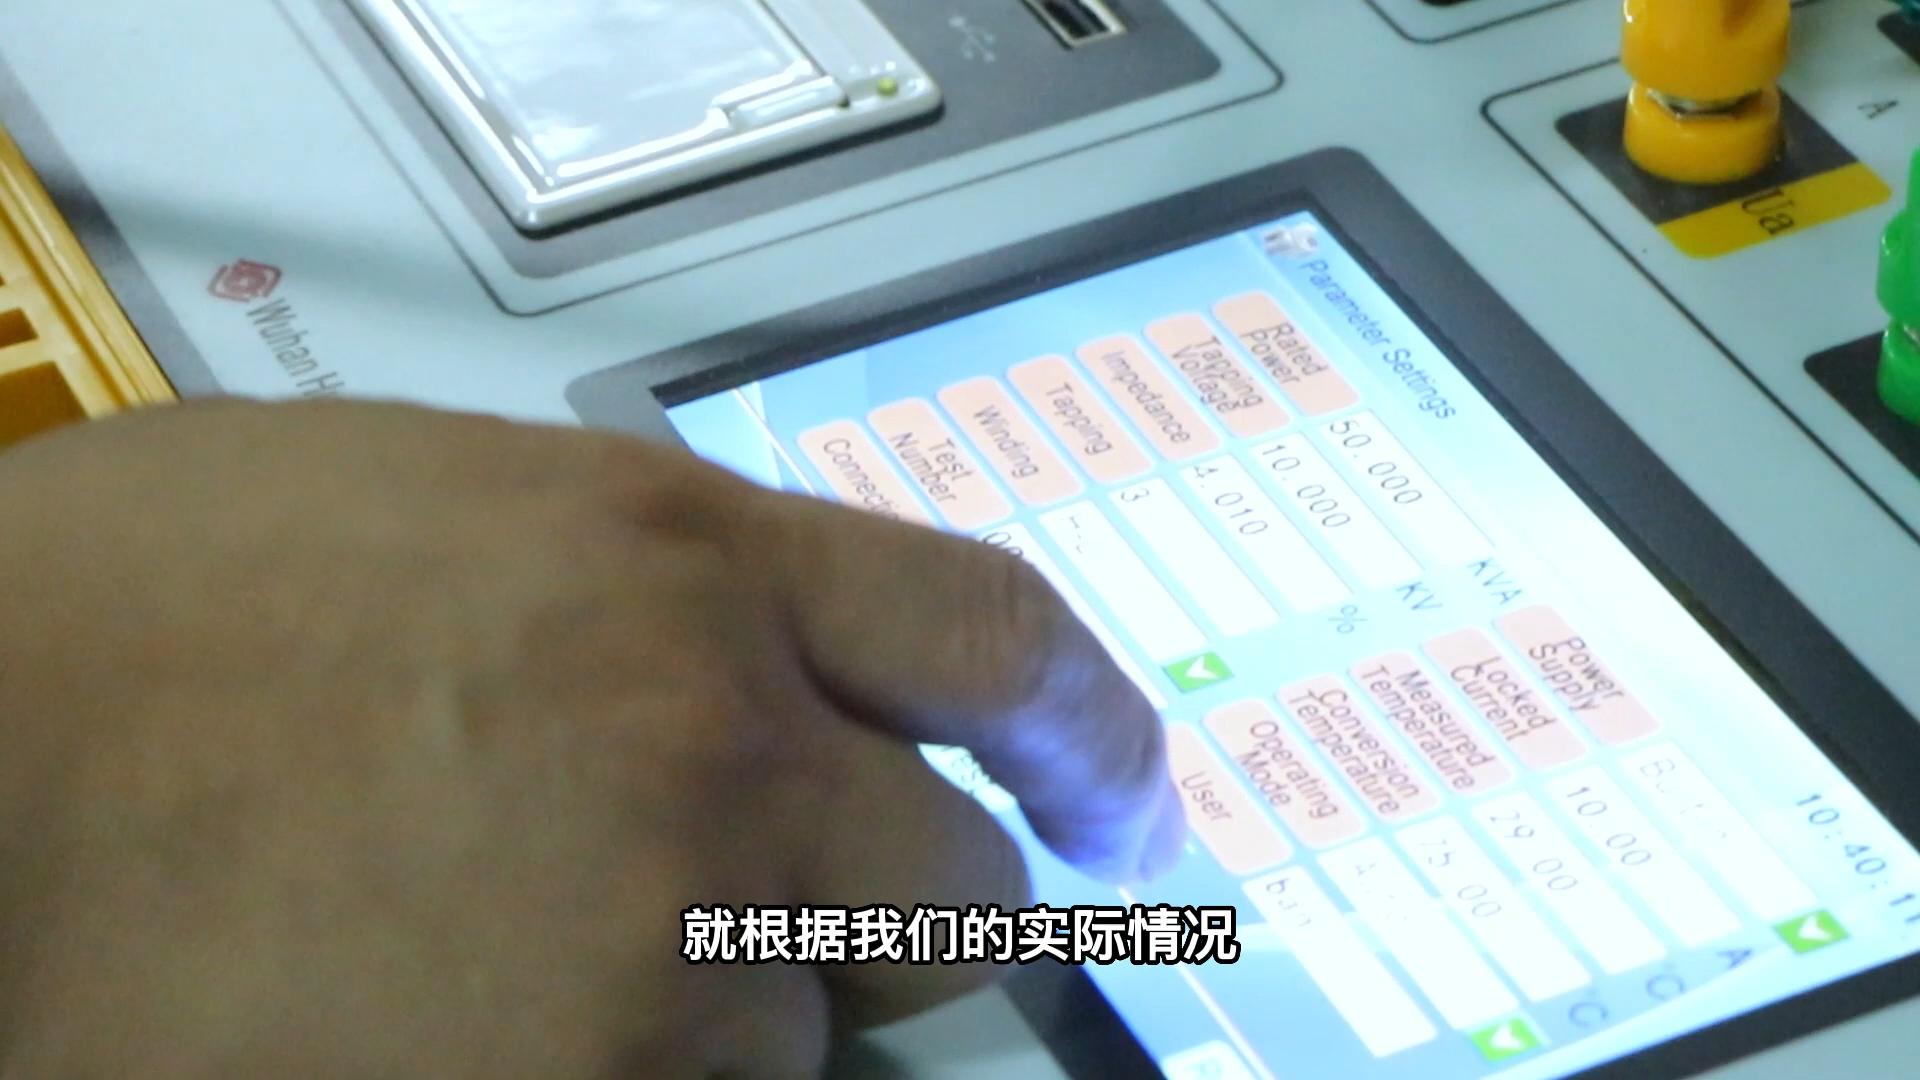 Wuhan
A
Ua
Parameter Settings
10:40:1
Rated Power
50.000
KVA
Power Supply
Tapping Voltage
10.000
KV
Locked Current
10.00
A
Impedance
4.010
%
Measured Temperature
29.00
°C
Tapping
3
Conversion Temperature
75.00
°C
Winding
Operating Mode
Test Number
User
Connection
就根据我们的实际情况